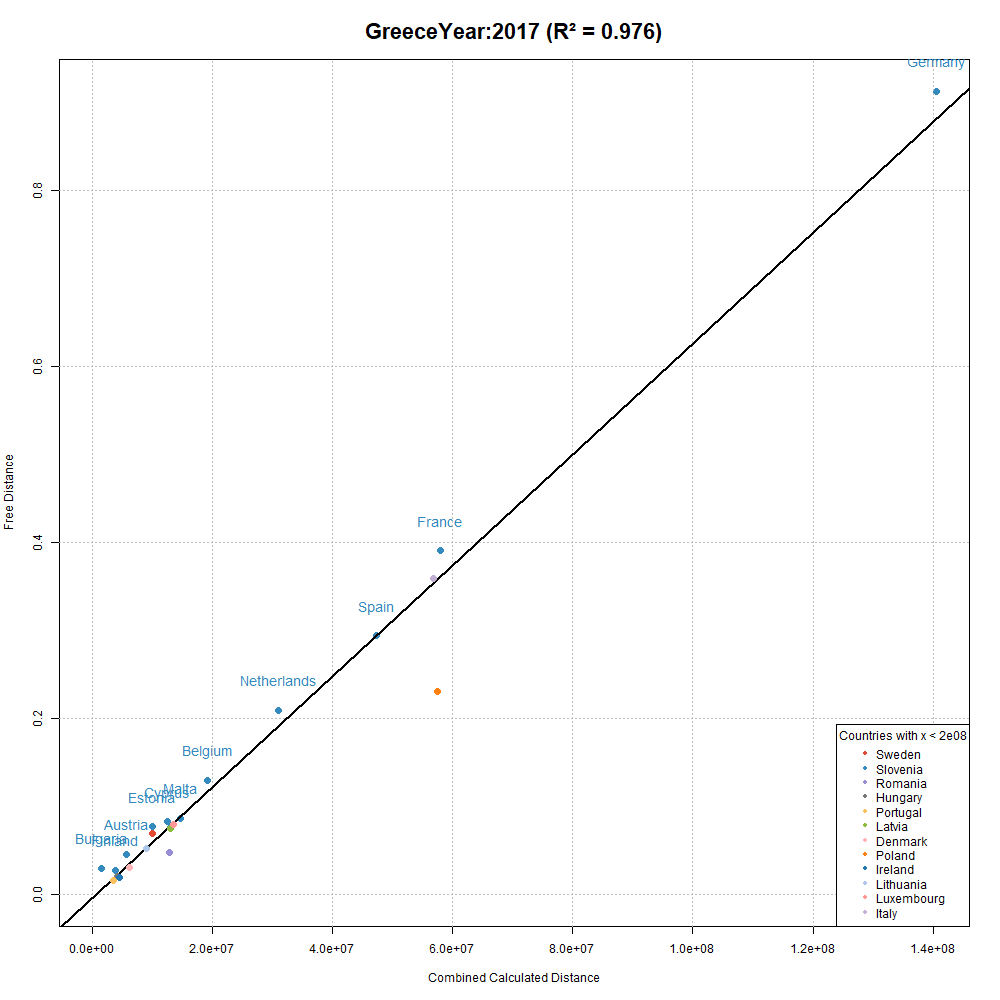 GreeceYear:2017 (R² = 0.976)
Germany
0.8
0.6
Free Distance
France
0.4
Spain
Netherlands
0.2
Belgium
Malta
Cyprus
Estonia
Austria
Bulgaria
Finland
0.0
Countries with x < 2e08
Sweden
Slovenia
Romania
Hungary
Portugal
Latvia
Denmark
Poland
Ireland
Lithuania
Luxembourg
Italy
0.0e+00 2.0e+07 4.0e+07 6.0e+07 8.0e+07 1.0e+08 1.2e+08 1.4e+08
Combined Calculated Distance